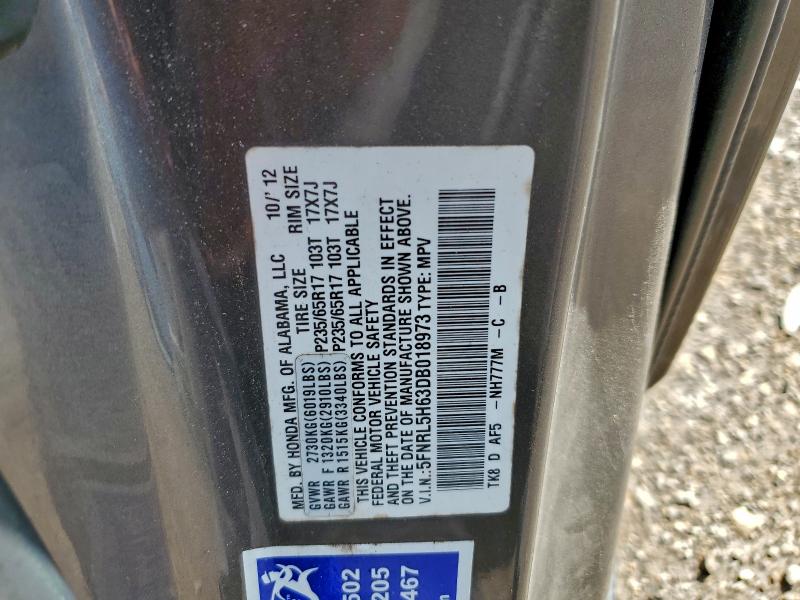 MFD. BY HONDA MFG. OF ALABAMA, LLC 10/'12
TIRE SIZE RIM SIZE
GVWR 2730KG(6019LBS)
GAWR F 1320KG(2910LBS) P235/65R17 103T 17X7J
GAWR R 1515KG(3340LBS) P235/65R17 103T 17X7J
THIS VEHICLE CONFORMS TO ALL APPLICABLE
FEDERAL MOTOR VEHICLE SAFETY
AND THEFT PREVENTION STANDARDS IN EFFECT
ON THE DATE OF MANUFACTURE SHOWN ABOVE.
V.I.N.:5FNRL5H63DB018973 TYPE: MPV
TK8 D AF5 -NH777M -C -B
502
205
467